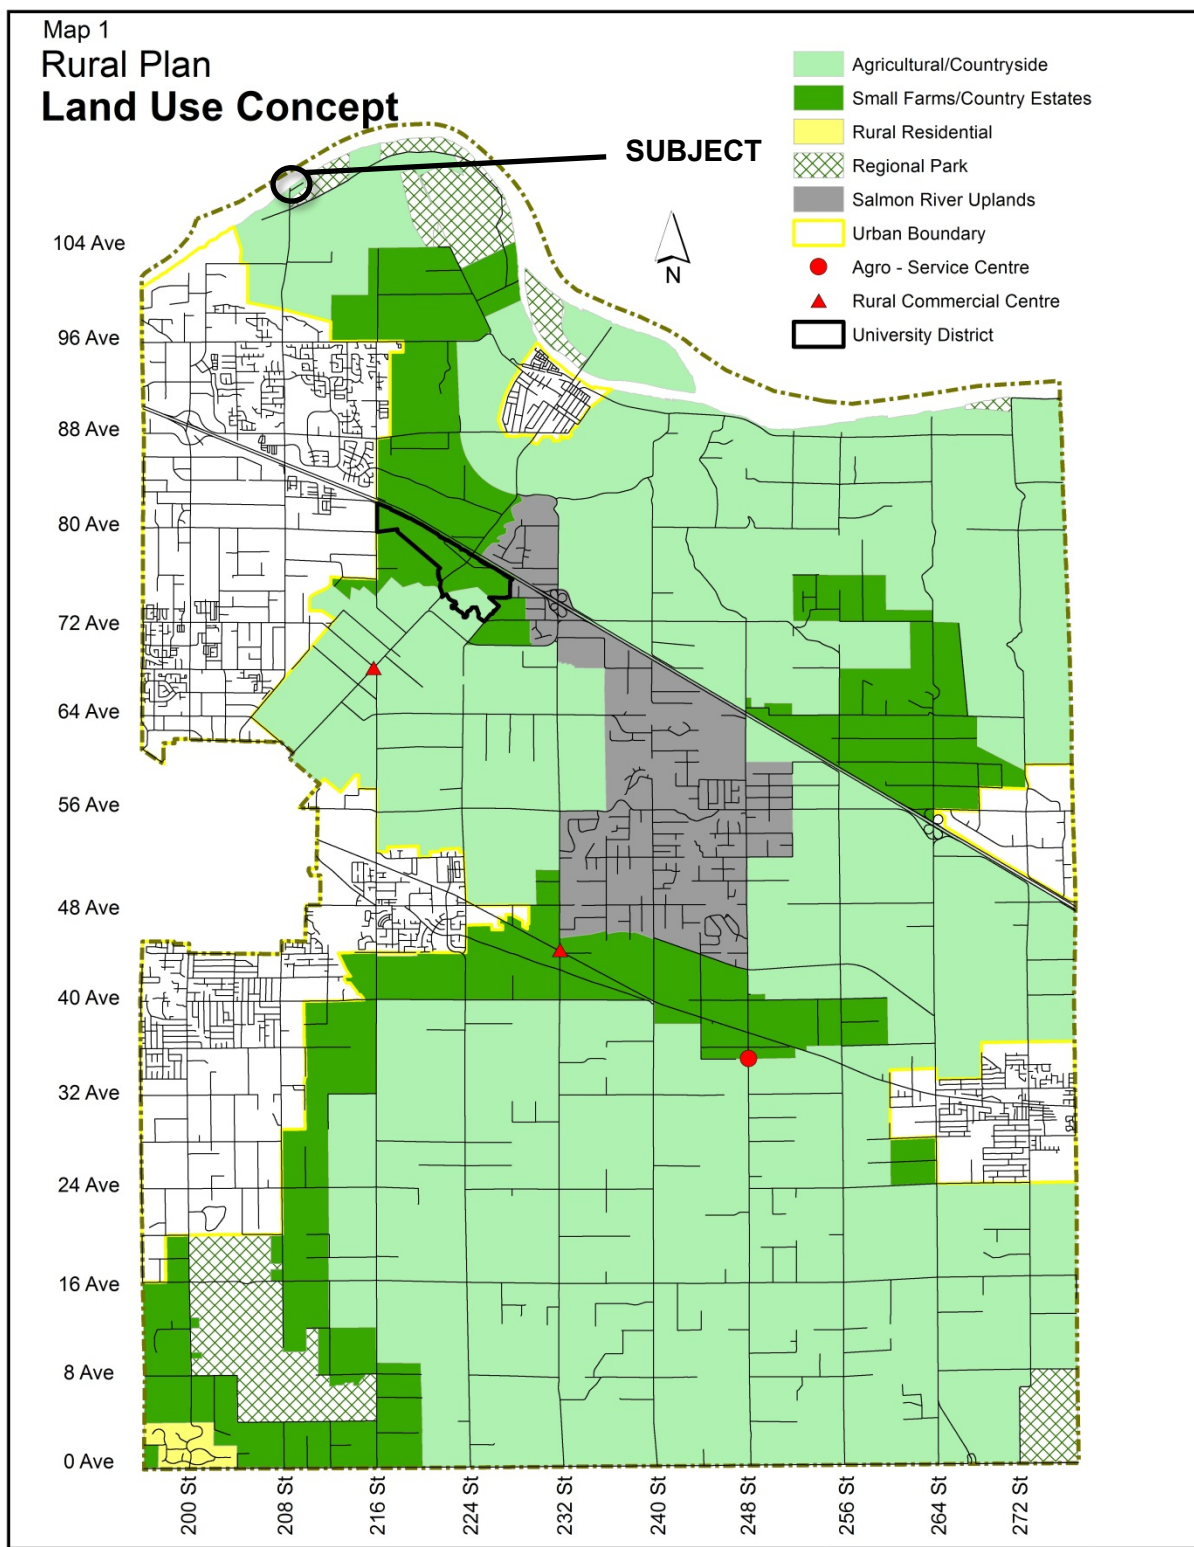 Map 1
Rural Plan
Land Use Concept
SUBJECT
Agricultural/Countryside
Small Farms/Country Estates
Rural Residential
Regional Park
Salmon River Uplands
Urban Boundary
Agro - Service Centre
Rural Commercial Centre
University District
N
104 Ave
96 Ave
88 Ave
80 Ave
72 Ave
64 Ave
56 Ave
48 Ave
40 Ave
32 Ave
24 Ave
16 Ave
8 Ave
0 Ave
200 St
208 St
216 St
224 St
232 St
240 St
248 St
256 St
264 St
272 St